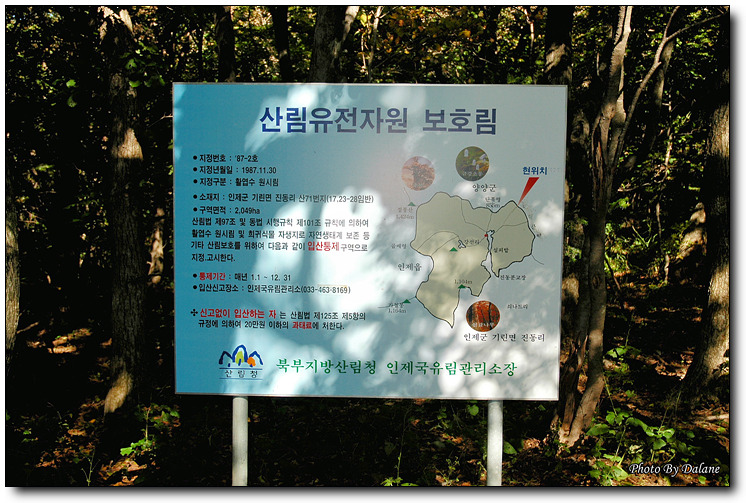 산림유전자원 보호림
• 지정번호 : '87-2호
• 지정년월일 : 1987.11.30
• 지정구분 : 활엽수 원시림
• 소재지 : 인제군 기린면 진동리 산71번지(17,23~28임반)
• 구역면적 : 2,049ha
산림법 제97조 및 동법 시행규칙 제101조 규칙에 의하여
활엽수 원시림 및 희귀식물 자생지로 자연생태계 보존 등
기타 산림보호를 위하여 다음과 같이 입산통제구역으로
지정.고시한다.
• 통제기간 : 매년 1.1 ~ 12. 31
• 입산신고장소 : 인제국유림관리소(033-463-8169)
신고없이 입산하는 자 는 산림법 제125조 제5항의
규정에 의하여 20만원 이하의 과태료에 처한다.
산림청
북부지방산림청 인제국유림관리소장
현위치
양양군
단목령
인제읍
설피밭
진동분교장
1,164m
인제군 기린면 진동리
Photo By Dalane